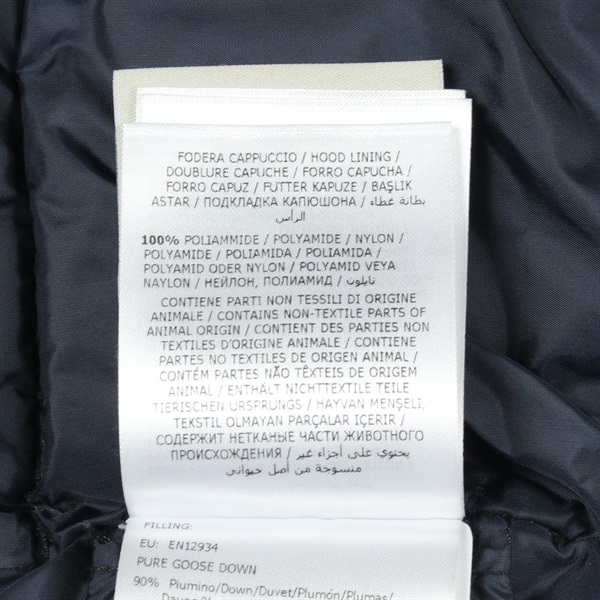 FODERA CAPPUCCIO / HOOD LINING /
DOUBLURE CAPUCHE / FORRO CAPUCHA /
FORRO CAPUZ / FUTTER KAPUZE / BAŞLIK
ASTAR / ПОДКЛАДКА КАПЮШОНА / بطانة غطاء
الرأس
100% POLIAMMIDE / POLYAMIDE / NYLON /
POLYAMIDE / POLIAMIDA / POLIAMIDA /
POLYAMID ODER NYLON / POLYAMID VEYA
NAYLON / НЕЙЛОН, ПОЛИАМИД / نايلون
CONTIENE PARTI NON TESSILI DI ORIGINE
ANIMALE / CONTAINS NON-TEXTILE PARTS OF
ANIMAL ORIGIN / CONTIENT DES PARTIES NON
TEXTILES D'ORIGINE ANIMALE / CONTIENE
PARTES NO TEXTILES DE ORIGEN ANIMAL /
CONTÉM PARTES NÃO TÊXTEIS DE ORIGEM
ANIMAL / ENTHÄLT NICHTTEXTILE TEILE
TIERISCHEN URSPRUNGS / HAYVAN MENŞELİ,
TEKSTIL OLMAYAN PARÇALAR İÇERİR /
СОДЕРЖИТ НЕТКАНЫЕ ЧАСТИ ЖИВОТНОГО
ПРОИСХОЖДЕНИЯ / يحتوي على أجزاء غير
منسوجة من أصل حيواني
FILLING:
EU: EN12934
PURE GOOSE DOWN
90% Piumino/Down/Duvet/Plumón/Plumas/